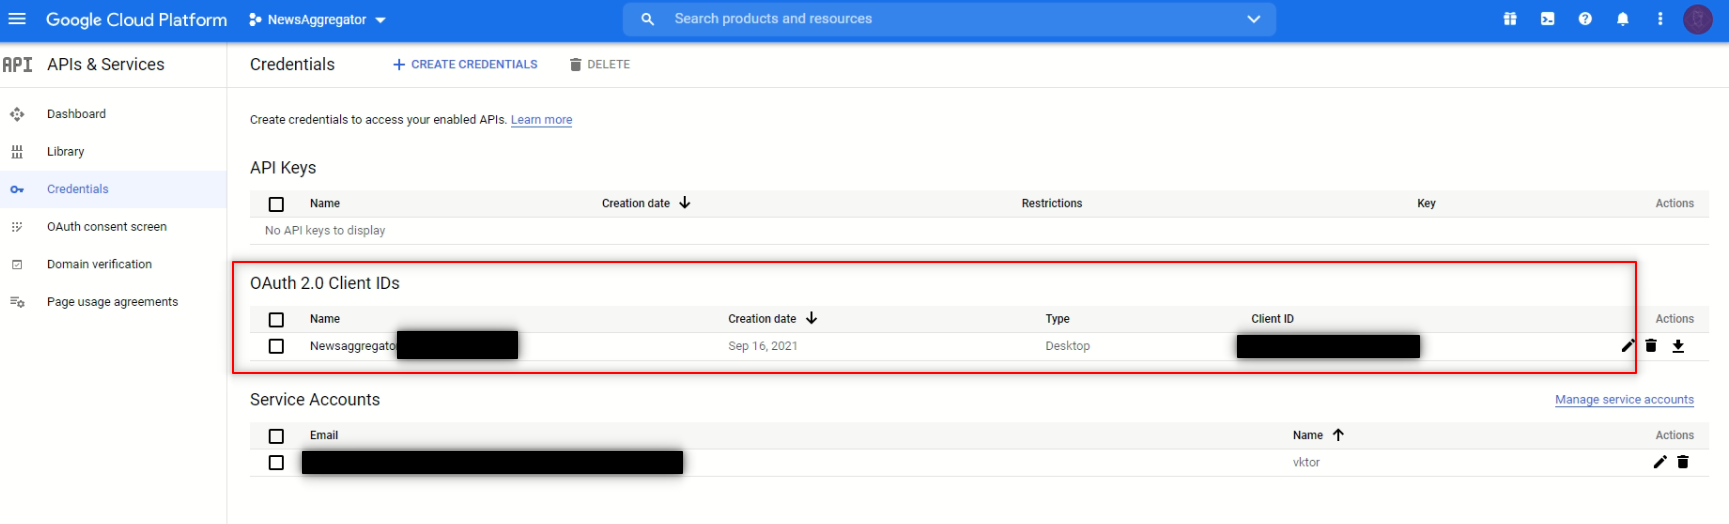 Google Cloud Platform NewsAggregator Search products and resources
API APIs & Services Credentials + CREATE CREDENTIALS DELETE
Dashboard
Library
Credentials
OAuth consent screen
Domain verification
Page usage agreements
Create credentials to access your enabled APIs. Learn more
API Keys
Name Creation date Restrictions Key Actions
No API keys to display
OAuth 2.0 Client IDs
Name Creation date Type Client ID Actions
Newsaggregato Sep 16, 2021 Desktop
Service Accounts Manage service accounts
Email Name Actions
vktor